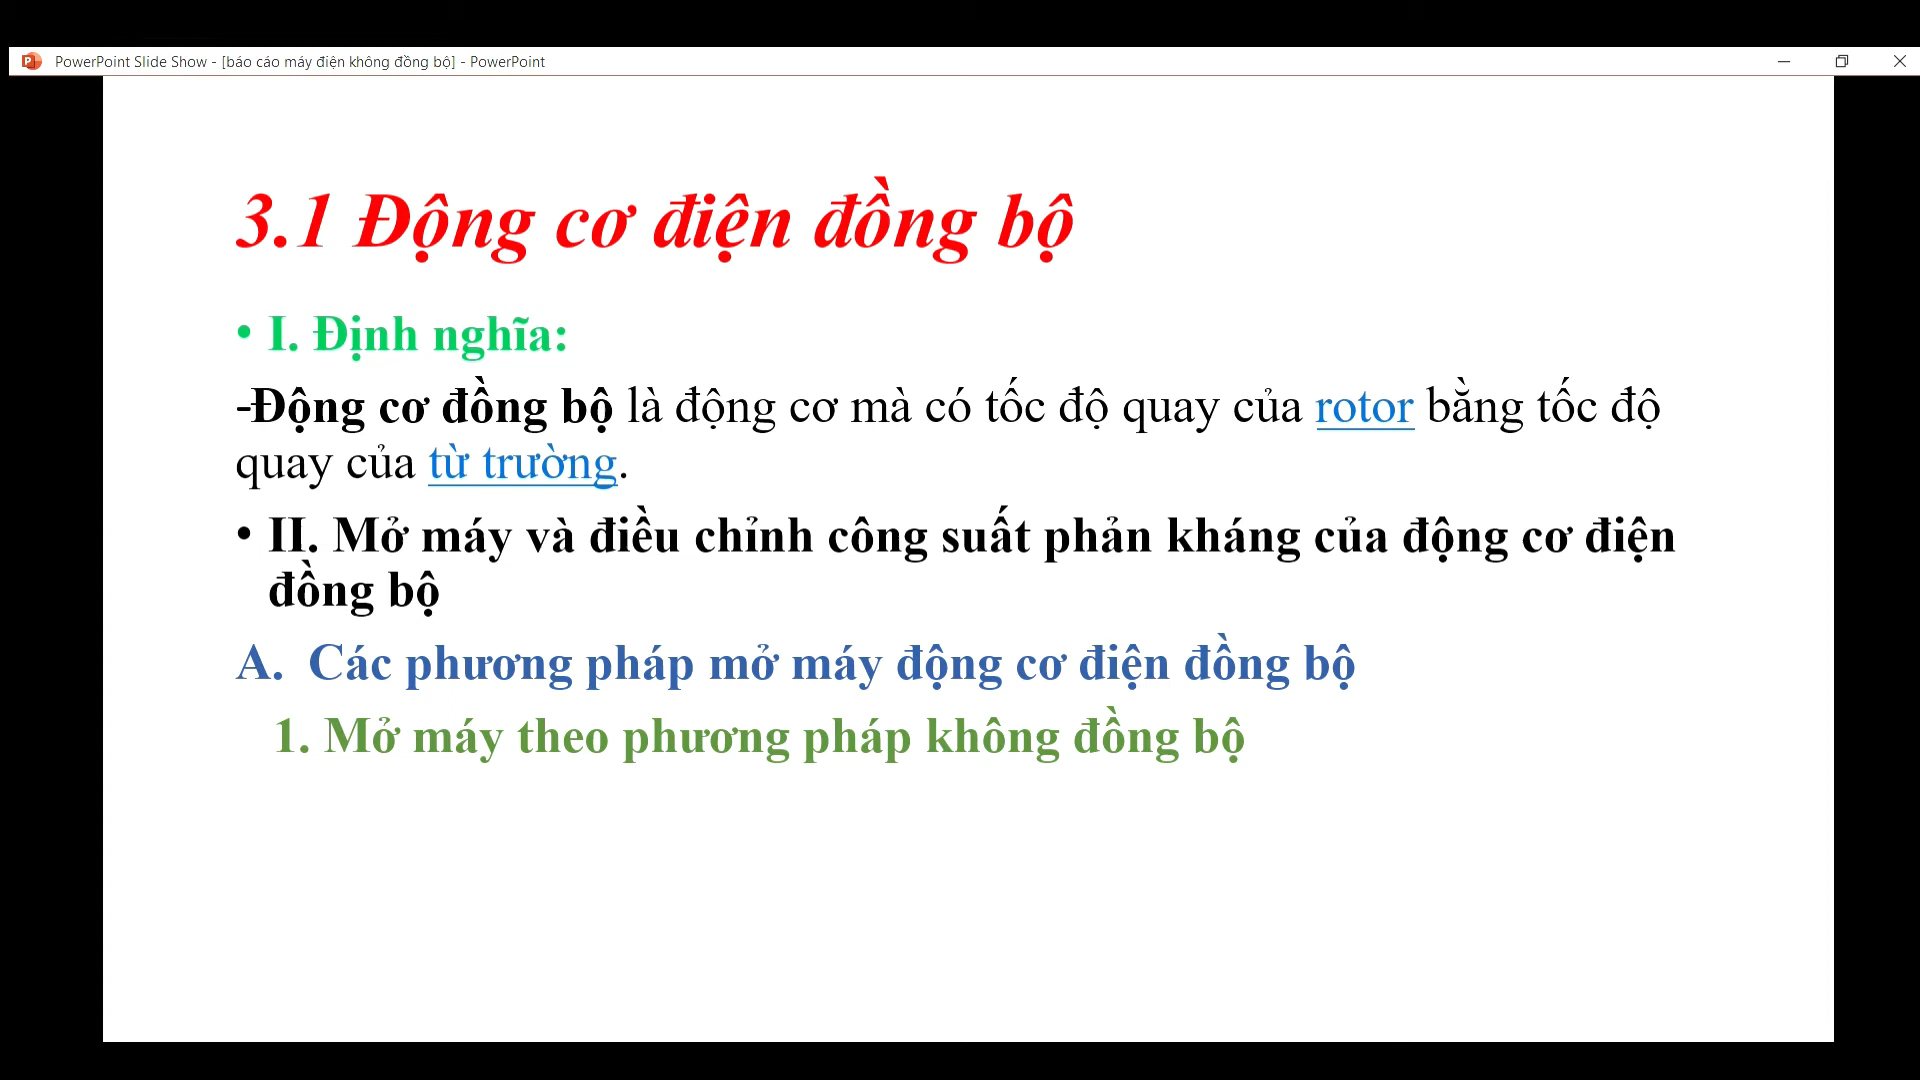 PowerPoint Slide Show - [báo cáo máy điện không đồng bộ] - PowerPoint
3.1 Động cơ điện đồng bộ
• I. Định nghĩa:
-Động cơ đồng bộ là động cơ mà có tốc độ quay của rotor bằng tốc độ
quay của từ trường.
• II. Mở máy và điều chỉnh công suất phản kháng của động cơ điện
đồng bộ
A. Các phương pháp mở máy động cơ điện đồng bộ
1. Mở máy theo phương pháp không đồng bộ